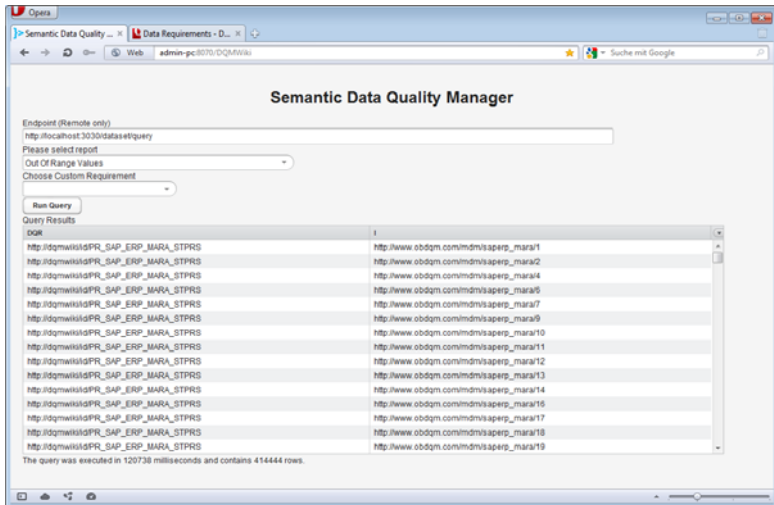 Opera
Semantic Data Quality ... × Data Requirements - D... ×
Web admin-pc:8070/DQMWiki Suche mit Google
Semantic Data Quality Manager
Endpoint (Remote only)
http://localhost:3030/dataset/query
Please select report
Out Of Range Values
Choose Custom Requirement
Run Query
Query Results
DQR I
http://dqmwiki/id/PR_SAP_ERP_MARA_STPRS http://www.obdqm.com/mdm/saperp_mara/1
http://dqmwiki/id/PR_SAP_ERP_MARA_STPRS http://www.obdqm.com/mdm/saperp_mara/2
http://dqmwiki/id/PR_SAP_ERP_MARA_STPRS http://www.obdqm.com/mdm/saperp_mara/4
http://dqmwiki/id/PR_SAP_ERP_MARA_STPRS http://www.obdqm.com/mdm/saperp_mara/6
http://dqmwiki/id/PR_SAP_ERP_MARA_STPRS http://www.obdqm.com/mdm/saperp_mara/7
http://dqmwiki/id/PR_SAP_ERP_MARA_STPRS http://www.obdqm.com/mdm/saperp_mara/9
http://dqmwiki/id/PR_SAP_ERP_MARA_STPRS http://www.obdqm.com/mdm/saperp_mara/10
http://dqmwiki/id/PR_SAP_ERP_MARA_STPRS http://www.obdqm.com/mdm/saperp_mara/11
http://dqmwiki/id/PR_SAP_ERP_MARA_STPRS http://www.obdqm.com/mdm/saperp_mara/12
http://dqmwiki/id/PR_SAP_ERP_MARA_STPRS http://www.obdqm.com/mdm/saperp_mara/13
http://dqmwiki/id/PR_SAP_ERP_MARA_STPRS http://www.obdqm.com/mdm/saperp_mara/14
http://dqmwiki/id/PR_SAP_ERP_MARA_STPRS http://www.obdqm.com/mdm/saperp_mara/16
http://dqmwiki/id/PR_SAP_ERP_MARA_STPRS http://www.obdqm.com/mdm/saperp_mara/17
http://dqmwiki/id/PR_SAP_ERP_MARA_STPRS http://www.obdqm.com/mdm/saperp_mara/18
http://dqmwiki/id/PR_SAP_ERP_MARA_STPRS http://www.obdqm.com/mdm/saperp_mara/19
The query was executed in 120738 milliseconds and contains 414444 rows.